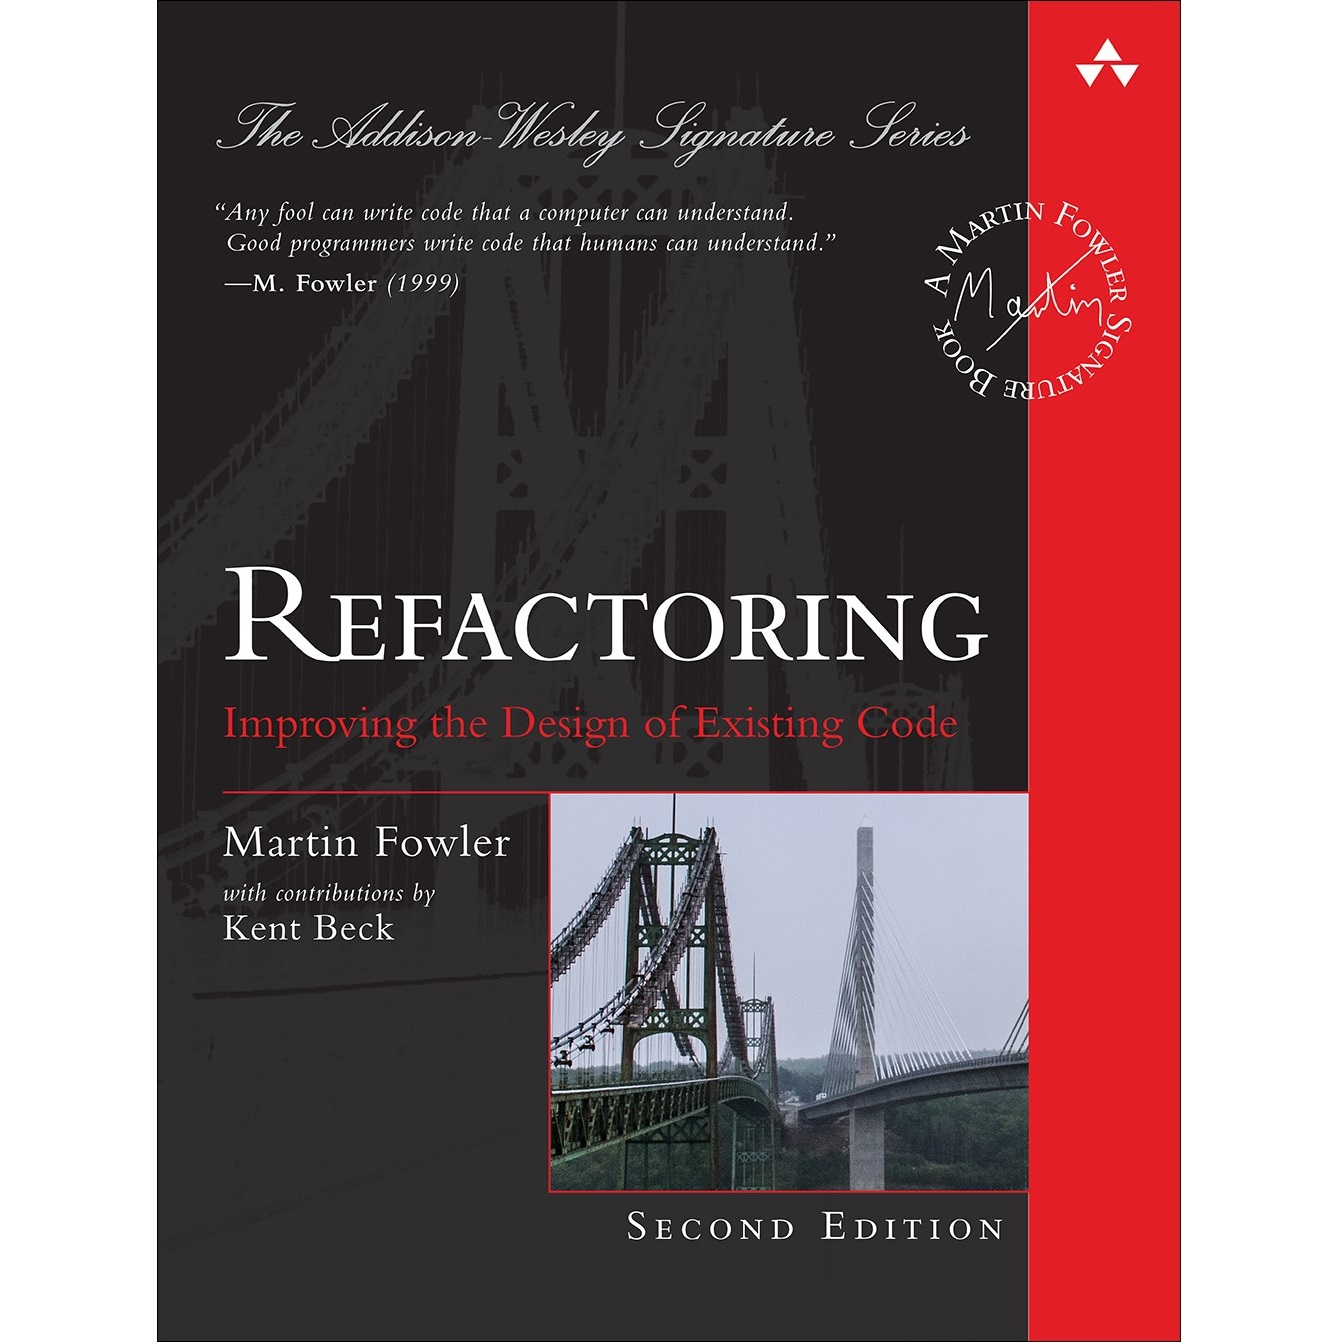 The Addison-Wesley Signature Series
“Any fool can write code that a computer can understand.
Good programmers write code that humans can understand.”
—M. Fowler (1999)
A MARTIN FOWLER SIGNATURE BOOK
Martin
REFACTORING
Improving the Design of Existing Code
Martin Fowler
with contributions by
Kent Beck
SECOND EDITION